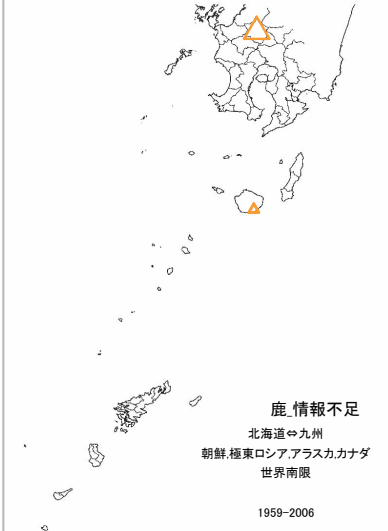 鹿_情報不足
北海道⇔九州
朝鮮,極東ロシア,アラスカ,カナダ
世界南限
1959-2006